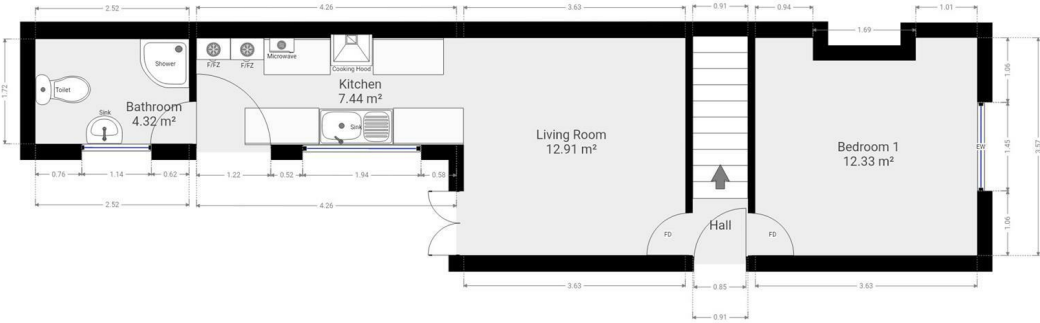 2.52
4.26
3.63
0.91
0.94
1.01
1.69
F/FZ
F/FZ
Microwave
Cooking Hood
Shower
Toilet
Sink
Bathroom
4.32 m²
Kitchen
7.44 m²
Sink
Living Room
12.91 m²
Bedroom 1
12.33 m²
EW
1.72
1.06
1.45
1.06
3.57
0.76
1.14
0.62
1.22
0.52
1.94
0.58
2.52
4.26
Hall
FD
FD
3.63
0.85
3.63
0.91